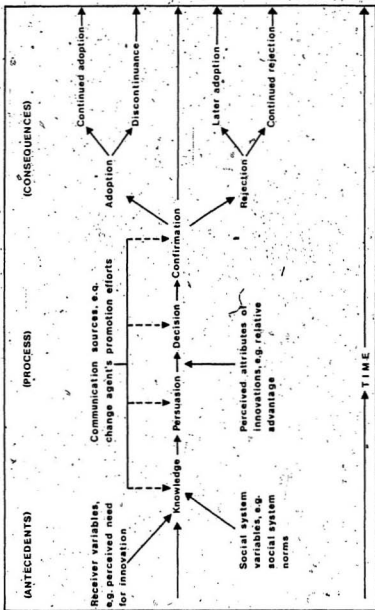 (ANTECEDENTS)
(PROCESS)
(CONSEQUENCES)
Receiver variables,
e.g. perceived need
for innovation
Communication sources, e.g.
change agent's promotion efforts
Continued adoption
Adoption
Discontinuance
Knowledge
Persuasion
Decision
Confirmation
Social system
variables, e.g.
social system
norms
Perceived attributes of
innovations, e.g. relative
advantage
Later adoption
Rejection
Continued rejection
TIME